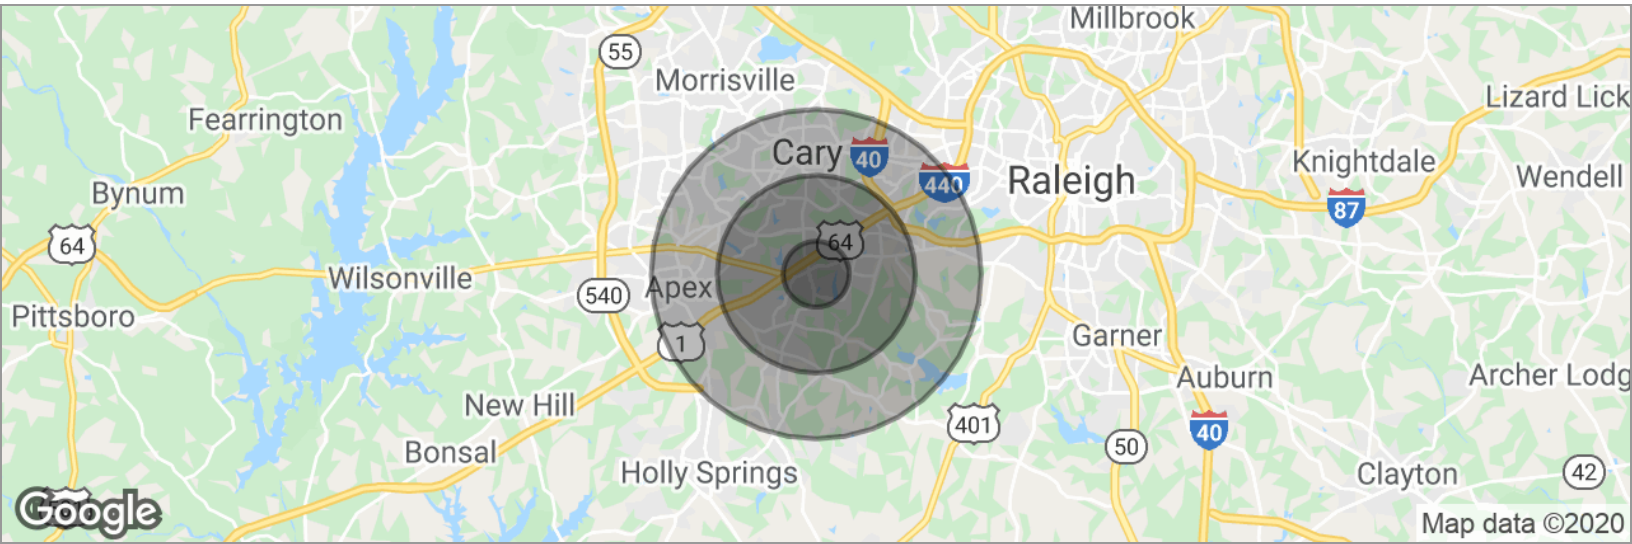 Millbrook
55
Morrisville
Lizard Lick
Fearrington
Cary
40
440
Raleigh
Knightdale
Wendell
Bynum
87
64
64
Wilsonville
540
Apex
Pittsboro
1
Garner
Auburn
Archer Lodg
New Hill
401
40
Bonsal
50
Holly Springs
Clayton
42
Google
Map data ©2020